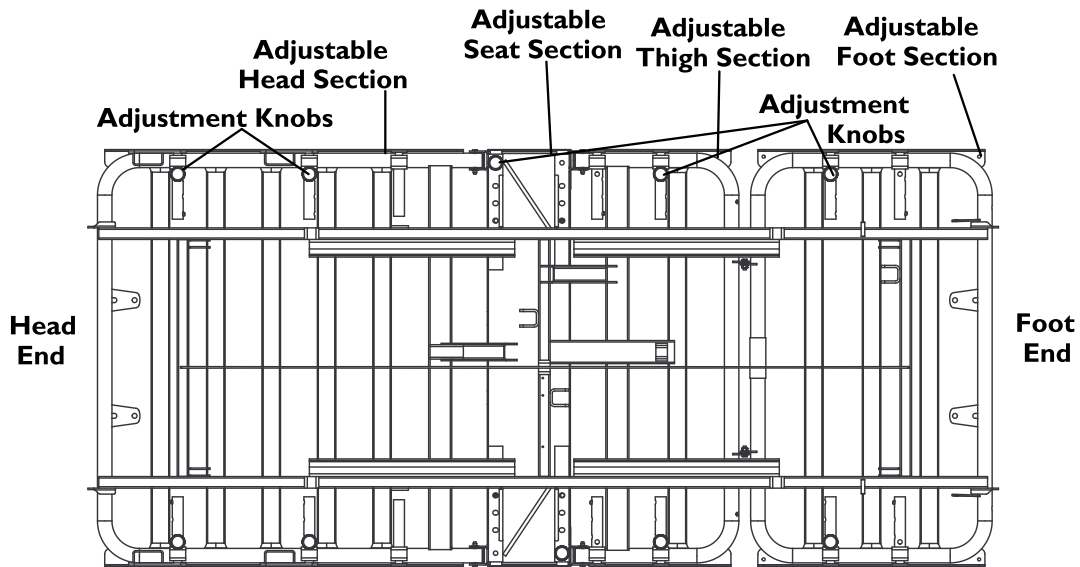 Adjustable
Head Section
Adjustable
Seat Section
Adjustable
Thigh Section
Adjustable
Foot Section
Adjustment Knobs
Adjustment
Knobs
Head
End
Foot
End